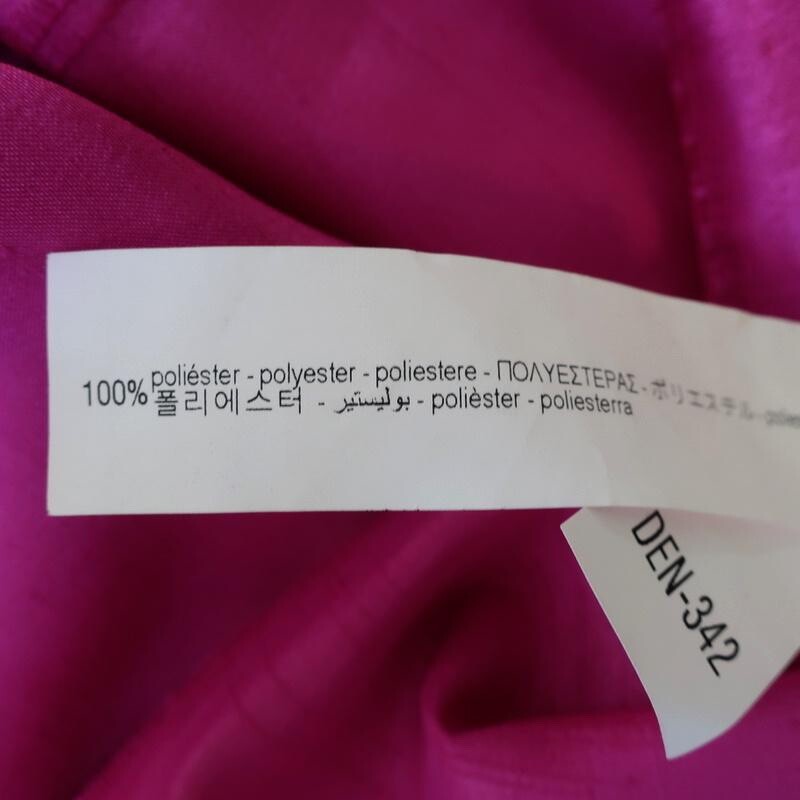 100% poliéster - polyester - poliestere - ΠΟΛΥΕΣΤΕΡΑΣ - ポリエステル -
폴리에스터 - بوليستير - polièster - poliesterra
DEN-342